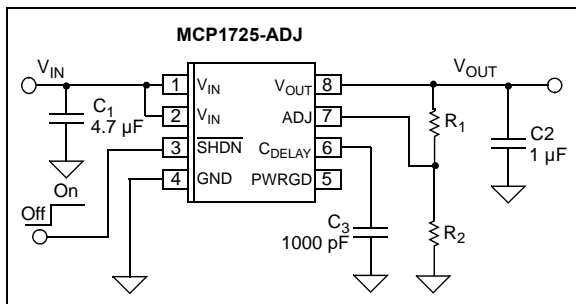 MCP1725-ADJ
V_IN
C_1
4.7 µF
On
Off
1 V_IN
2 V_IN
3 SHDN
4 GND
V_OUT 8
ADJ 7
C_DELAY 6
PWRGD 5
C_3
1000 pF
V_OUT
R_1
R_2
C2
1 µF